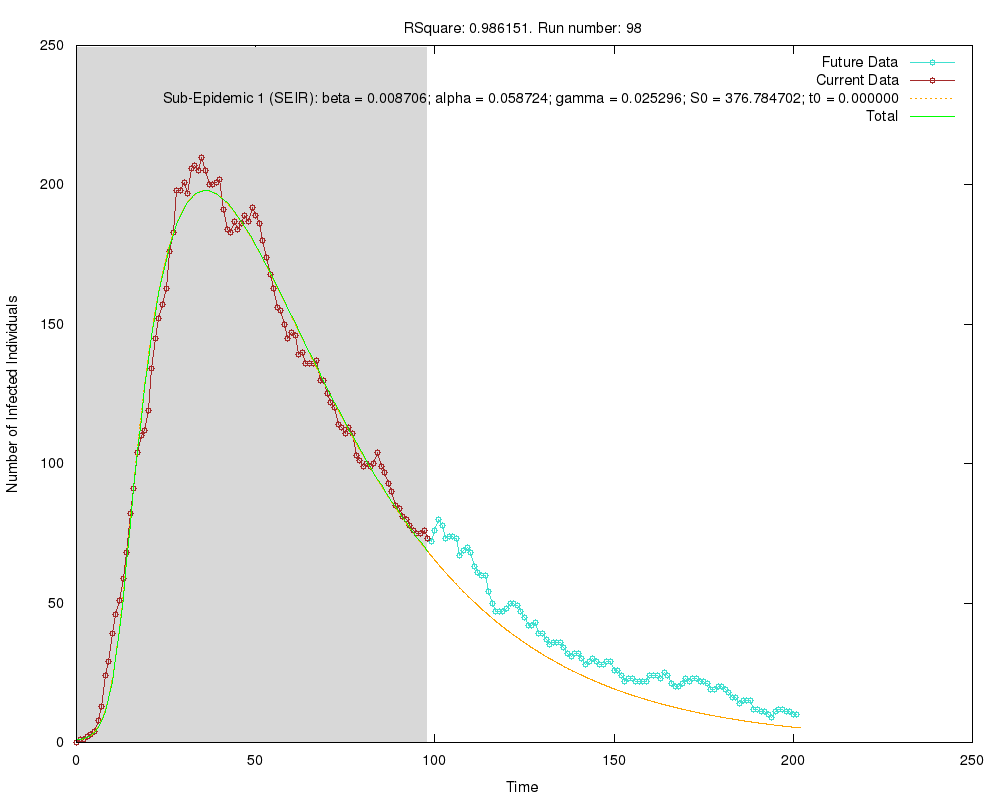 RSquare: 0.986151. Run number: 98
250
200
150
100
50
0
Number of Infected Individuals
Future Data
Current Data
Sub-Epidemic 1 (SEIR): beta = 0.008706; alpha = 0.058724; gamma = 0.025296; S0 = 376.784702; t0 = 0.000000
Total
0 50 100 150 200 250
Time